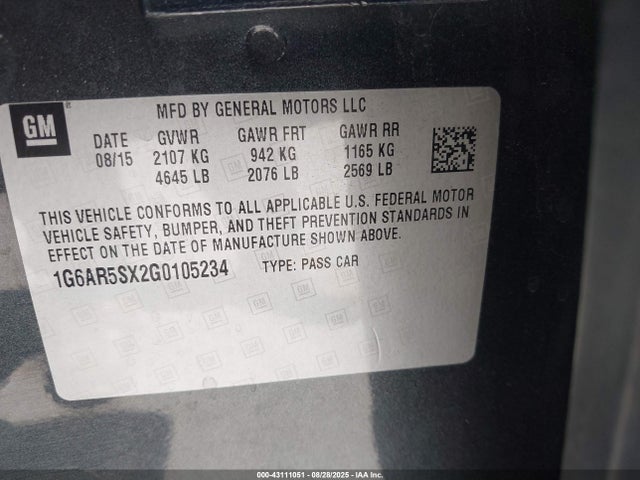 GM
MFD BY GENERAL MOTORS LLC
DATE GVWR GAWR FRT GAWR RR
08/15 2107 KG 942 KG 1165 KG
4645 LB 2076 LB 2569 LB
THIS VEHICLE CONFORMS TO ALL APPLICABLE U.S. FEDERAL MOTOR
VEHICLE SAFETY, BUMPER, AND THEFT PREVENTION STANDARDS IN
EFFECT ON THE DATE OF MANUFACTURE SHOWN ABOVE.
1G6AR5SX2G0105234 TYPE: PASS CAR
000-43111051 | 08/28/2025 - IAA Inc.